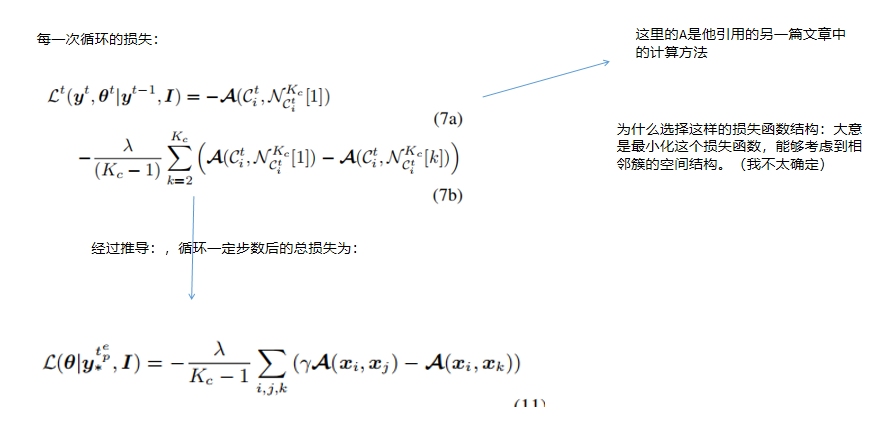 每一次循环的损失：
这里的A是他引用的另一篇文章中
的计算方法
$\mathcal{L}^t(\boldsymbol{y}^t, \boldsymbol{\theta}^t | \boldsymbol{y}^{t-1}, \boldsymbol{I}) = -\boldsymbol{\mathcal{A}}(\mathcal{C}_i^t, \mathcal{N}_{\mathcal{C}_i^t}^{K_c}[1])$
(7a)
$-\frac{\lambda}{(K_c-1)} \sum_{k=2}^{K_c} \left( \boldsymbol{\mathcal{A}}(\mathcal{C}_i^t, \mathcal{N}_{\mathcal{C}_i^t}^{K_c}[1]) - \boldsymbol{\mathcal{A}}(\mathcal{C}_i^t, \mathcal{N}_{\mathcal{C}_i^t}^{K_c}[k]) \right)$
(7b)
为什么选择这样的损失函数结构：大意
是最小化这个损失函数，能够考虑到相
邻簇的空间结构。（我不太确定）
经过推导：，循环一定步数后的总损失为：
$\mathcal{L}(\boldsymbol{\theta} | \boldsymbol{y}_*^{t_p^e}, \boldsymbol{I}) = -\frac{\lambda}{K_c-1} \sum_{i,j,k} (\gamma \boldsymbol{\mathcal{A}}(\boldsymbol{x}_i, \boldsymbol{x}_j) - \boldsymbol{\mathcal{A}}(\boldsymbol{x}_i, \boldsymbol{x}_k))$
(11)